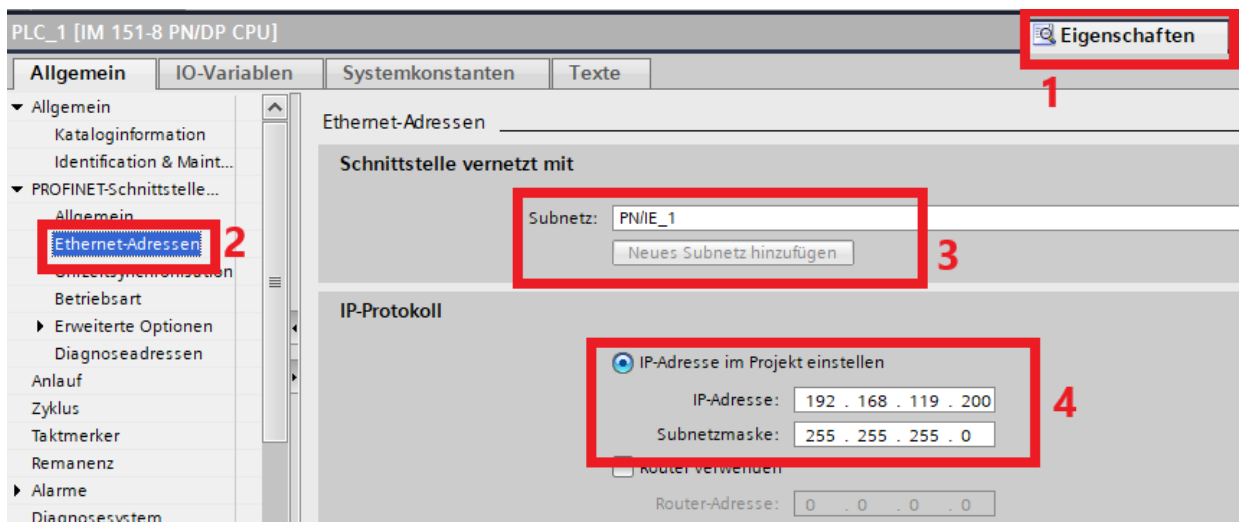 PLC_1 [IM 151-8 PN/DP CPU]
Eigenschaften
1
Allgemein
IO-Variablen
Systemkonstanten
Texte
Allgemein
Kataloginformation
Identification & Maint...
PROFINET-Schnittstelle...
Allgemein
Ethernet-Adressen
2
Uhrzeitsynchronisation
Betriebsart
Erweiterte Optionen
Diagnoseadressen
Anlauf
Zyklus
Taktmerker
Remanenz
Alarme
Diagnosesystem
Ethernet-Adressen
Schnittstelle vernetzt mit
Subnetz: PN/IE_1
Neues Subnetz hinzufügen
3
IP-Protokoll
IP-Adresse im Projekt einstellen
IP-Adresse: 192 . 168 . 119 . 200
Subnetzmaske: 255 . 255 . 255 . 0
4
Router verwenden
Router-Adresse: 0 . 0 . 0 . 0